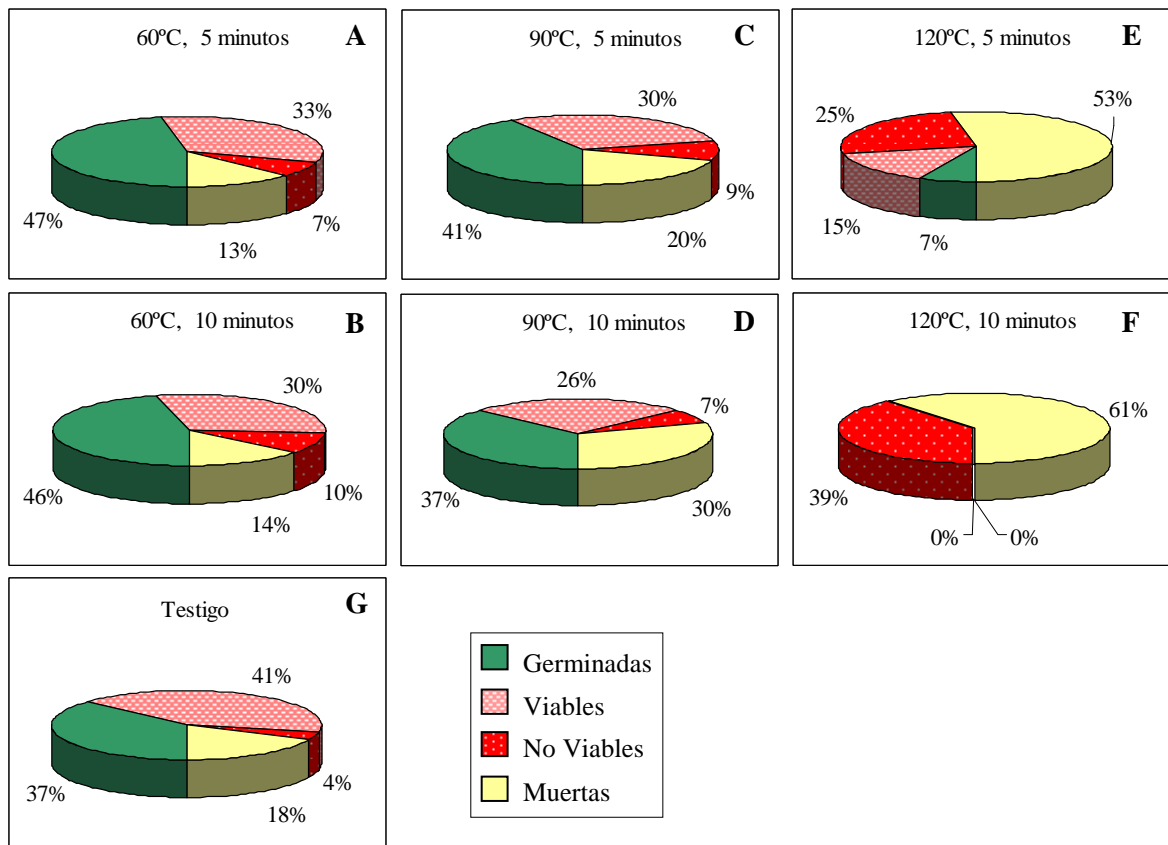 60ºC, 5 minutos
A
33%
47%
7%
13%
90ºC, 5 minutos
C
30%
9%
41%
20%
120ºC, 5 minutos
E
25%
53%
15%
7%
60ºC, 10 minutos
B
30%
46%
10%
14%
90ºC, 10 minutos
D
26%
7%
37%
30%
120ºC, 10 minutos
F
61%
39%
0%
0%
Testigo
G
41%
37%
4%
18%
Germinadas
Viables
No Viables
Muertas